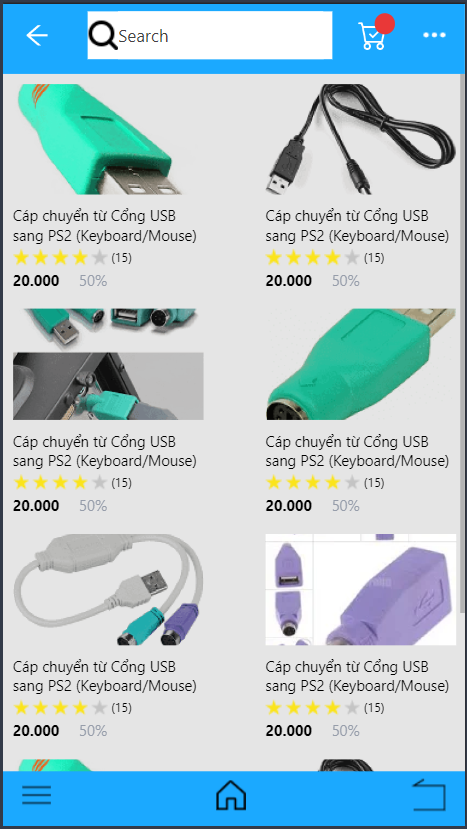 Search
Cáp chuyển từ Cổng USB
sang PS2 (Keyboard/Mouse)
(15)
20.000 50%
Cáp chuyển từ Cổng USB
sang PS2 (Keyboard/Mouse)
(15)
20.000 50%
Cáp chuyển từ Cổng USB
sang PS2 (Keyboard/Mouse)
(15)
20.000 50%
Cáp chuyển từ Cổng USB
sang PS2 (Keyboard/Mouse)
(15)
20.000 50%
Cáp chuyển từ Cổng USB
sang PS2 (Keyboard/Mouse)
(15)
20.000 50%
Cáp chuyển từ Cổng USB
sang PS2 (Keyboard/Mouse)
(15)
20.000 50%